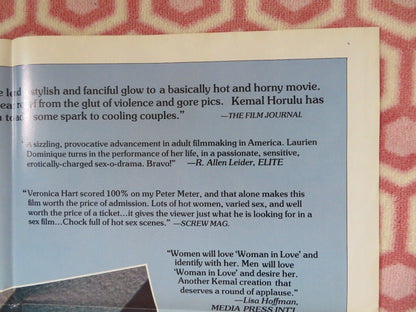 stylish and fanciful glow to a basically hot and horny movie.
from the glut of violence and gore pics. Kemal Horulu has
some spark to cooling couples."
—THE FILM JOURNAL
"A sizzling, provocative advancement in adult filmmaking in America. Laurien
Dominique turns in the performance of her life, in a passionate, sensitive,
erotically-charged sex-o-drama. Bravo!" —R. Allen Leider, ELITE
"Veronica Hart scored 100% on my Peter Meter, and that alone makes this
film worth the price of admission. Lots of hot women, varied sex, and well
worth the price of a ticket...it gives the viewer just what he is looking for in a
sex film...Chock full of hot sex scenes." —SCREW MAG.
"Women will love 'Woman in Love' and
identify with her. Men will love
'Woman in Love' and desire her.
Another Kemal creation that
deserves a round of applause."
—Lisa Hoffman,
MEDIA PRESS INT'L